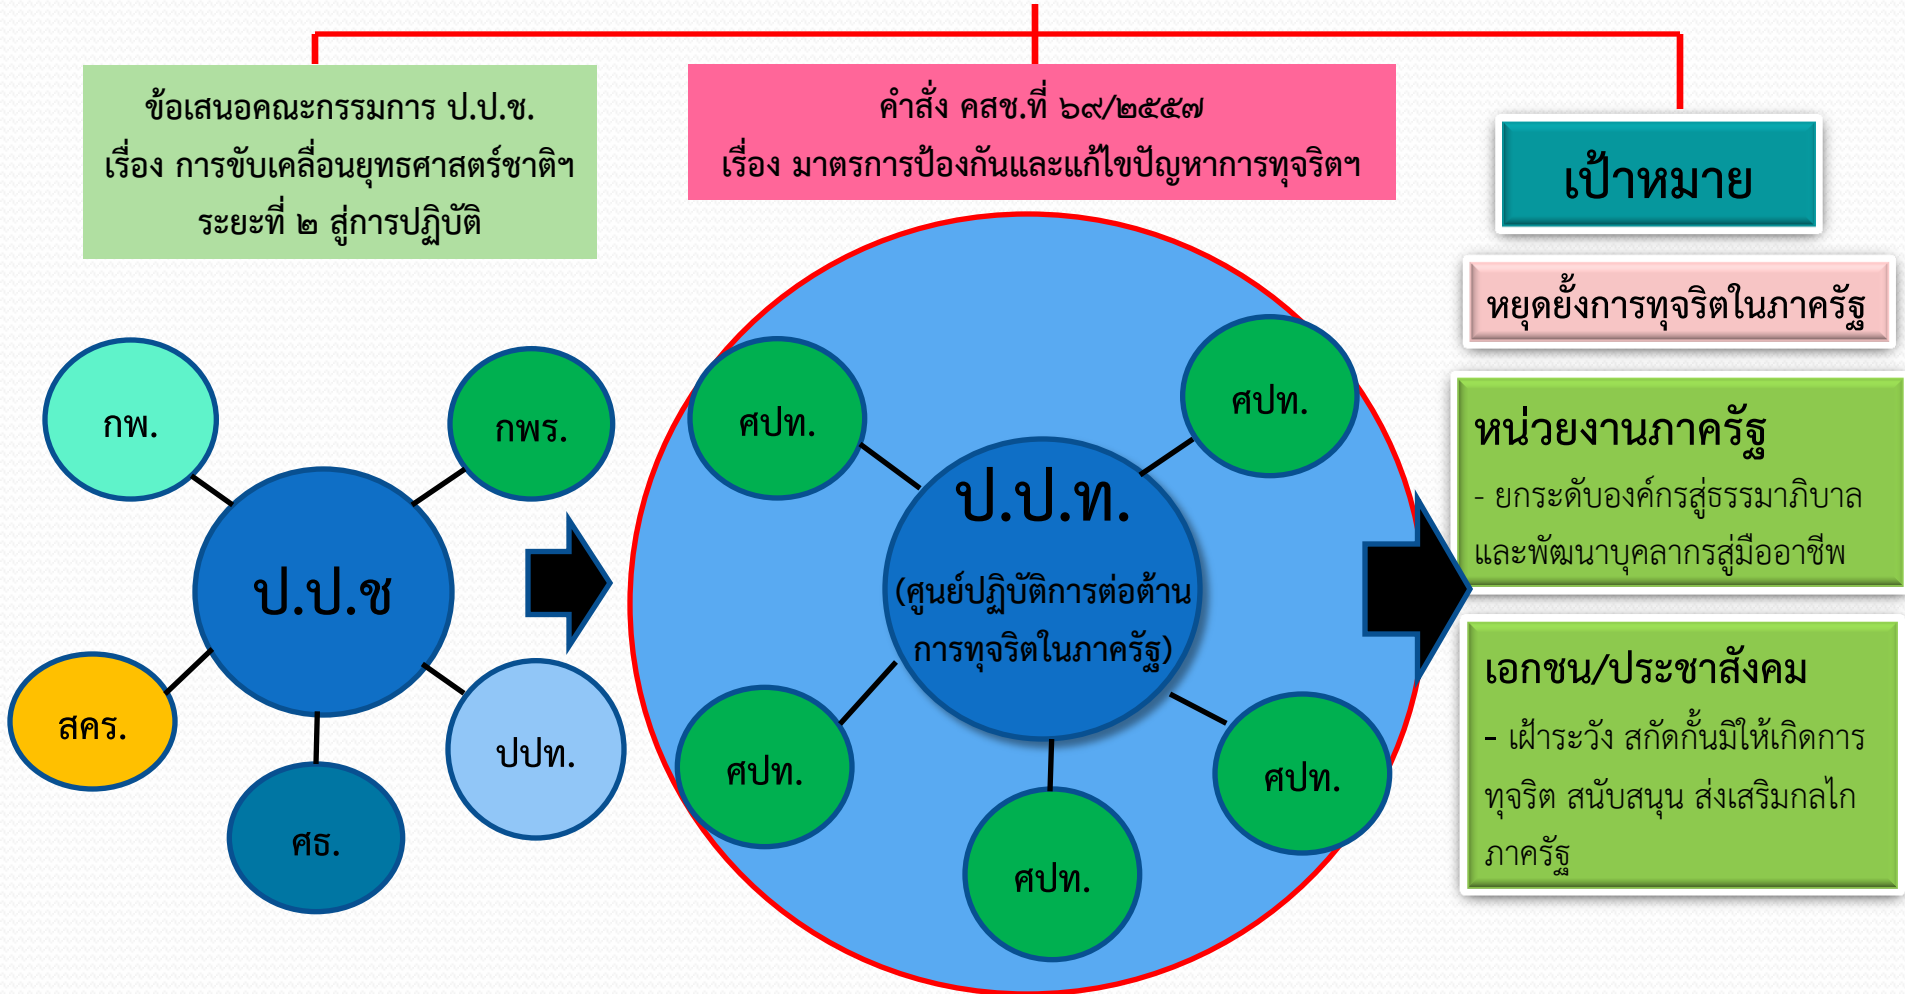 ข้อเสนอคณะกรรมการ ป.ป.ช.
เรื่อง การขับเคลื่อนยุทธศาสตร์ชาติฯ
ระยะที่ ๒ สู่การปฏิบัติ
คำสั่ง คสช.ที่ ๖๙/๒๕๕๗
เรื่อง มาตรการป้องกันและแก้ไขปัญหาการทุจริตฯ
เป้าหมาย
หยุดยั้งการทุจริตในภาครัฐ
กพ.
กพร.
ป.ป.ช
สคร.
ศธ.
ปปท.
ศปท.
ศปท.
ป.ป.ท.
(ศูนย์ปฏิบัติการต่อต้าน
การทุจริตในภาครัฐ)
ศปท.
ศปท.
ศปท.
หน่วยงานภาครัฐ
- ยกระดับองค์กรสู่ธรรมาภิบาล
และพัฒนาบุคลากรสู่มืออาชีพ
เอกชน/ประชาสังคม
- เฝ้าระวัง สกัดกั้นมิให้เกิดการ
ทุจริต สนับสนุน ส่งเสริมกลไก
ภาครัฐ